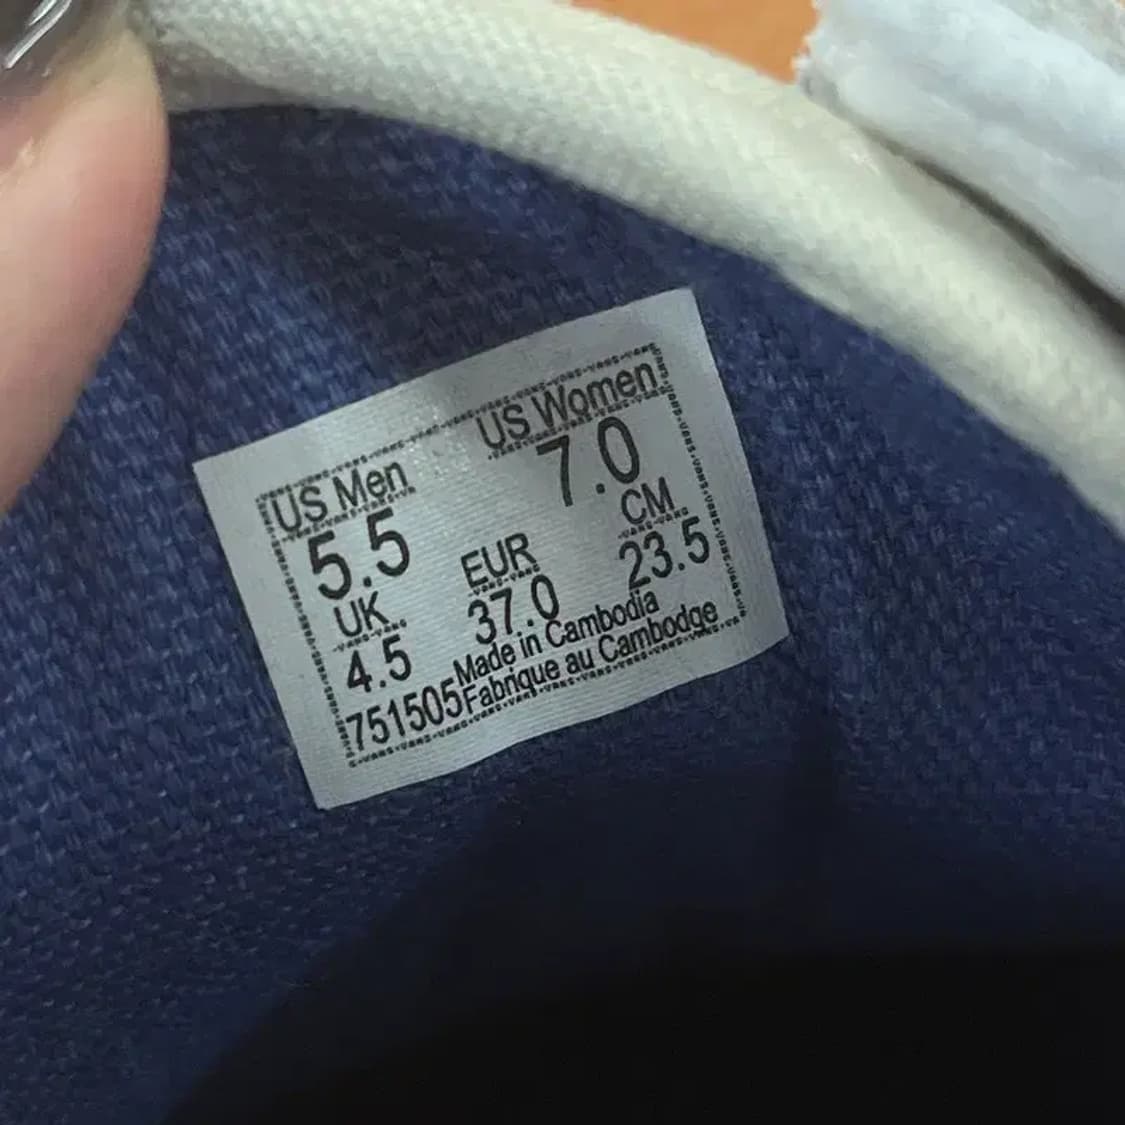 US Men US Women
5.5 7.0
UK EUR CM
4.5 37.0 23.5
751505 Made in Cambodia
Fabriqué au Cambodge